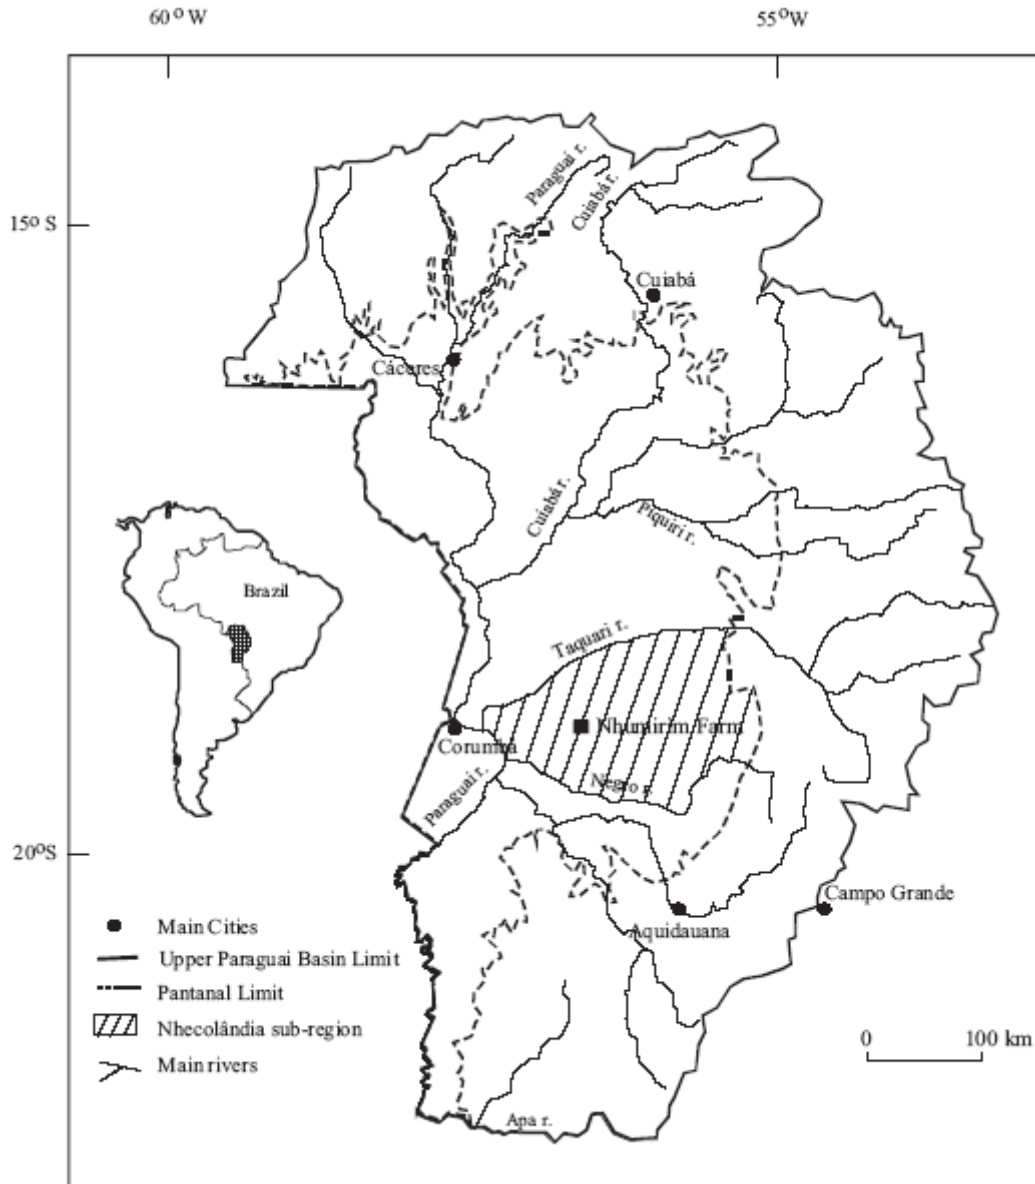 60° W
55°W
15° S
20°S
Paraguai r.
Cuiabá r.
Cuiabá
Cáceres
Cuiabá r.
Piquiri r.
Brazil
Taquari r.
Nhumirim Farm
Corumbá
Negro r.
Paraguai r.
Campo Grande
Aquidauana
Main Cities
Upper Paraguai Basin Limit
Pantanal Limit
Nhecolândia sub-region
Main rivers
0 100 km
Apa r.